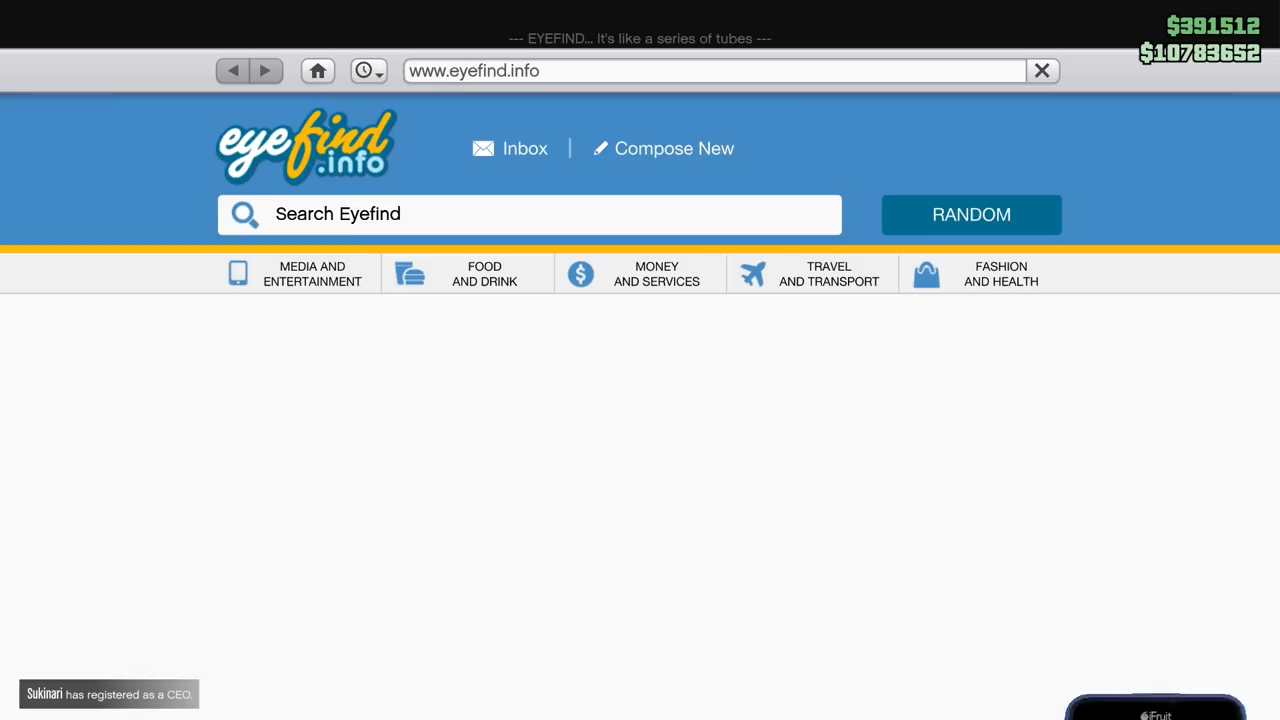 $391512
--- EYEFIND... It's like a series of tubes ---
$10783652
www.eyefind.info
eyefind
.info
Inbox
Compose New
Search Eyefind
RANDOM
MEDIA AND
ENTERTAINMENT
FOOD
AND DRINK
MONEY
AND SERVICES
TRAVEL
AND TRANSPORT
FASHION
AND HEALTH
Sukinari has registered as a CEO.
iFruit